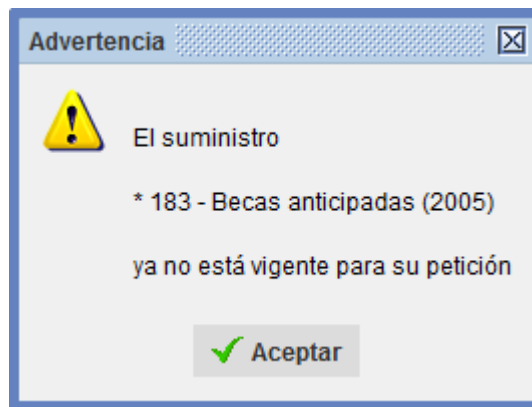 Advertencia
El suministro
* 183 - Becas anticipadas (2005)
ya no está vigente para su petición
Aceptar